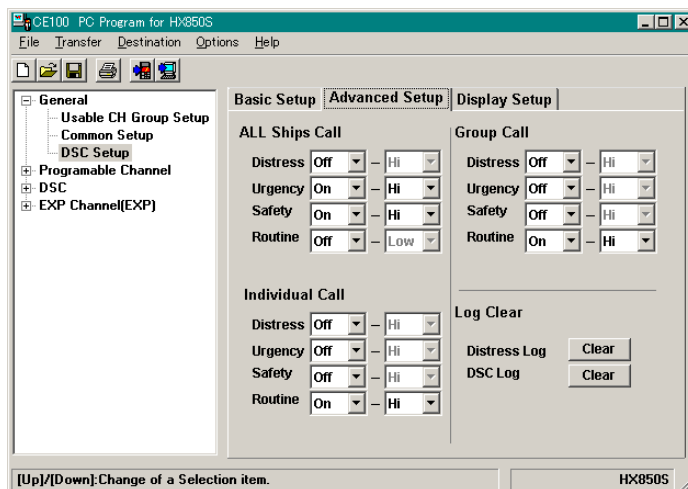 CE100 PC Program for HX850S
File Transfer Destination Options Help
General
Usable CH Group Setup
Common Setup
DSC Setup
Programable Channel
DSC
EXP Channel(EXP)
Basic Setup Advanced Setup Display Setup
ALL Ships Call
Distress Off – Hi
Urgency On – Hi
Safety On – Hi
Routine Off – Low
Individual Call
Distress Off – Hi
Urgency Off – Hi
Safety Off – Hi
Routine On – Hi
Group Call
Distress Off – Hi
Urgency Off – Hi
Safety Off – Hi
Routine On – Hi
Log Clear
Distress Log Clear
DSC Log Clear
[Up]/[Down]:Change of a Selection item. HX850S